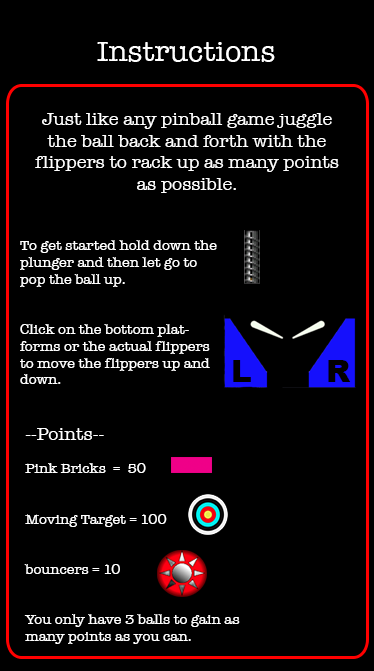 Instructions
Just like any pinball game juggle
the ball back and forth with the
flippers to rack up as many points
as possible.
To get started hold down the
plunger and then let go to
pop the ball up.
Click on the bottom plat-
forms or the actual flippers
to move the flippers up and
down.
L R
--Points--
Pink Bricks = 50
Moving Target = 100
bouncers = 10
You only have 3 balls to gain as
many points as you can.